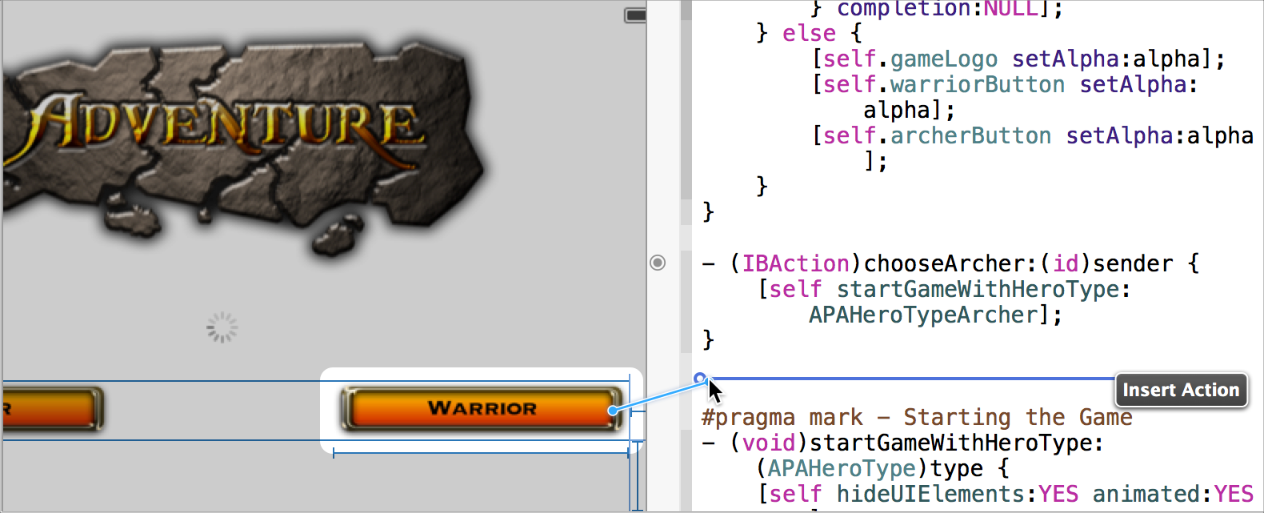 ADVENTURE
R
WARRIOR
} completion:NULL];
} else {
[self.gameLogo setAlpha:alpha];
[self.warriorButton setAlpha:
alpha];
[self.archerButton setAlpha:alpha
];
}
}
- (IBAction)chooseArcher:(id)sender {
[self startGameWithHeroType:
APAHeroTypeArcher];
}
Insert Action
#pragma mark - Starting the Game
- (void)startGameWithHeroType:
(APAHeroType)type {
[self hideUIElements:YES animated:YES